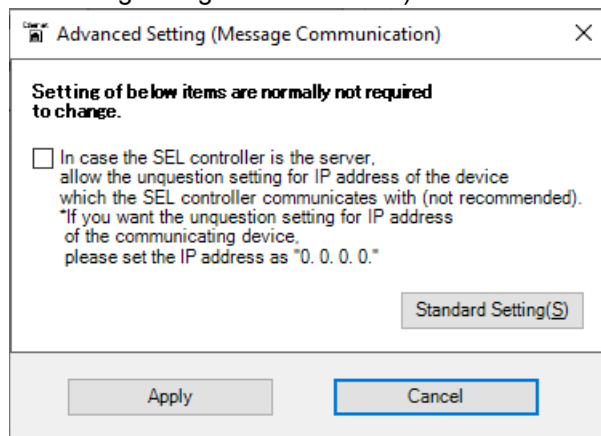 Advanced Setting (Message Communication)
Setting of below items are normally not required
to change.
In case the SEL controller is the server,
allow the unquestion setting for IP address of the device
which the SEL controller communicates with (not recommended).
*If you want the unquestion setting for IP address
of the communicating device,
please set the IP address as "0. 0. 0. 0."
Standard Setting(S)
Apply
Cancel